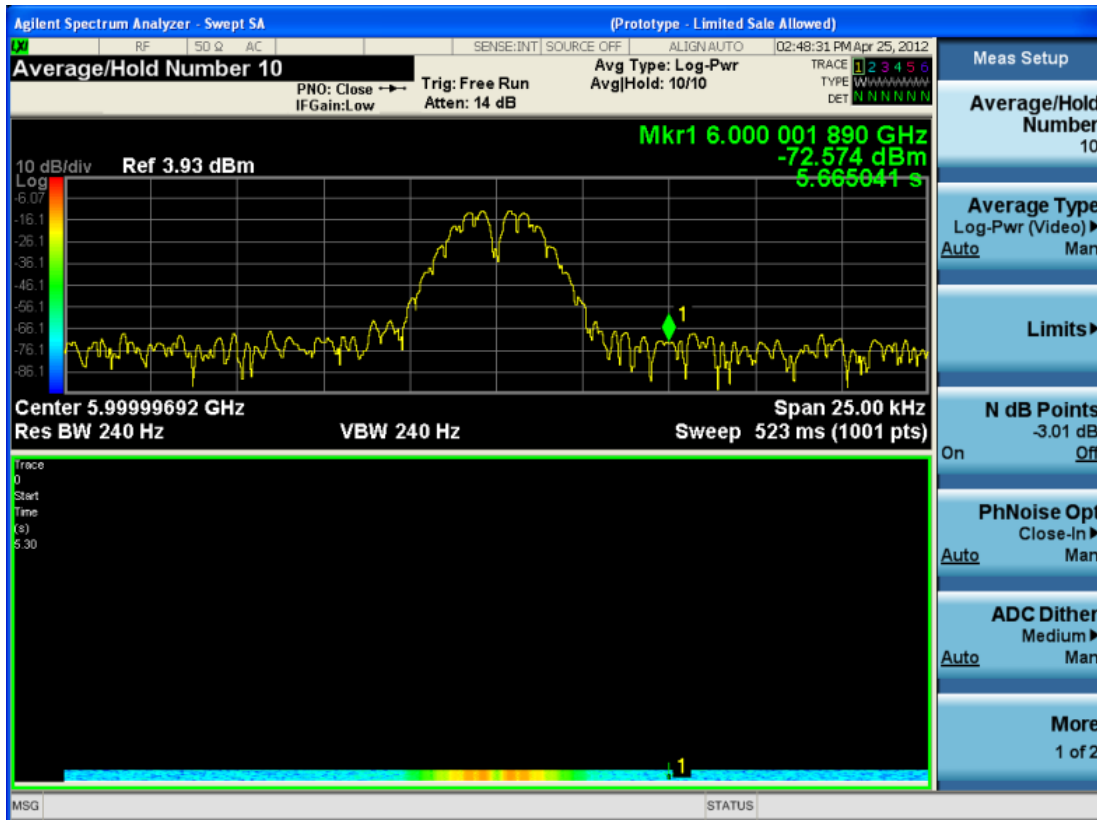 Agilent Spectrum Analyzer - Swept SA (Prototype - Limited Sale Allowed)
LXI RF 50 Ω AC SENSE:INT SOURCE OFF ALIGN AUTO 02:48:31 PM Apr 25, 2012
Average/Hold Number 10
PNO: Close
IFGain:Low
Trig: Free Run
Atten: 14 dB
Avg Type: Log-Pwr
Avg|Hold: 10/10
TRACE 1 2 3 4 5 6
TYPE WWWWWW
DET N N N N N N
Mkr1 6.000 001 890 GHz
-72.574 dBm
5.665041 s
10 dB/div Ref 3.93 dBm
Log
-6.07
-16.1
-26.1
-36.1
-46.1
-56.1
-66.1
-76.1
-86.1
1
Center 5.99999692 GHz Span 25.00 kHz
Res BW 240 Hz VBW 240 Hz Sweep 523 ms (1001 pts)
Trace
0
Start
Time
(s)
5.30
1
MSG STATUS
Meas Setup
Average/Hold
Number
10
Average Type
Log-Pwr (Video)
Auto Man
Limits
N dB Points
-3.01 dB
On Off
PhNoise Opt
Close-In
Auto Man
ADC Dither
Medium
Auto Man
More
1 of 2